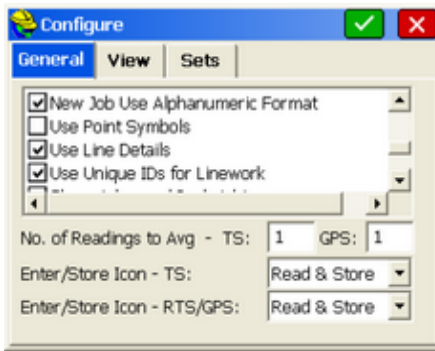 Configure
General View Sets
New Job Use Alphanumeric Format
Use Point Symbols
Use Line Details
Use Unique IDs for Linework
No. of Readings to Avg - TS: 1 GPS: 1
Enter/Store Icon - TS: Read & Store
Enter/Store Icon - RTS/GPS: Read & Store